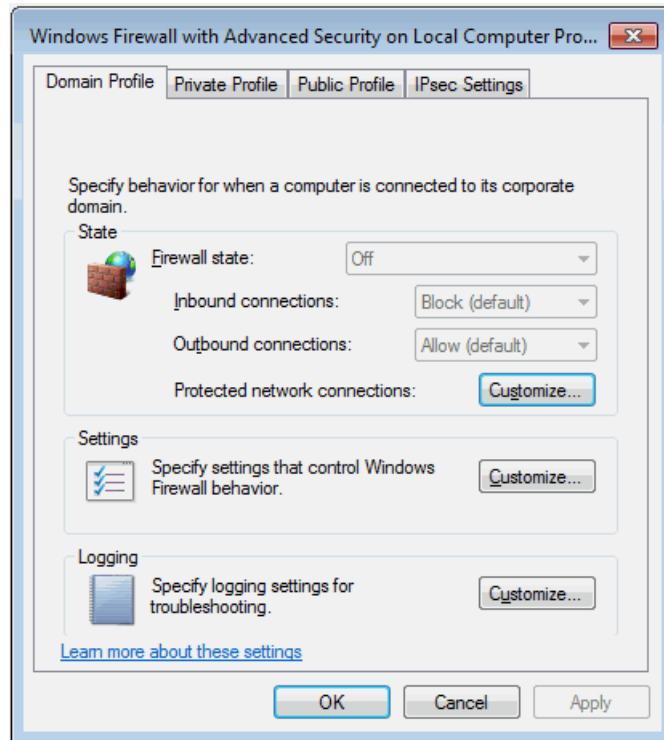 Windows Firewall with Advanced Security on Local Computer Pro...
Domain Profile Private Profile Public Profile IPsec Settings
Specify behavior for when a computer is connected to its corporate
domain.
State
Firewall state: Off
Inbound connections: Block (default)
Outbound connections: Allow (default)
Protected network connections: Customize...
Settings
Specify settings that control Windows
Firewall behavior.
Customize...
Logging
Specify logging settings for
troubleshooting.
Customize...
Learn more about these settings
OK Cancel Apply